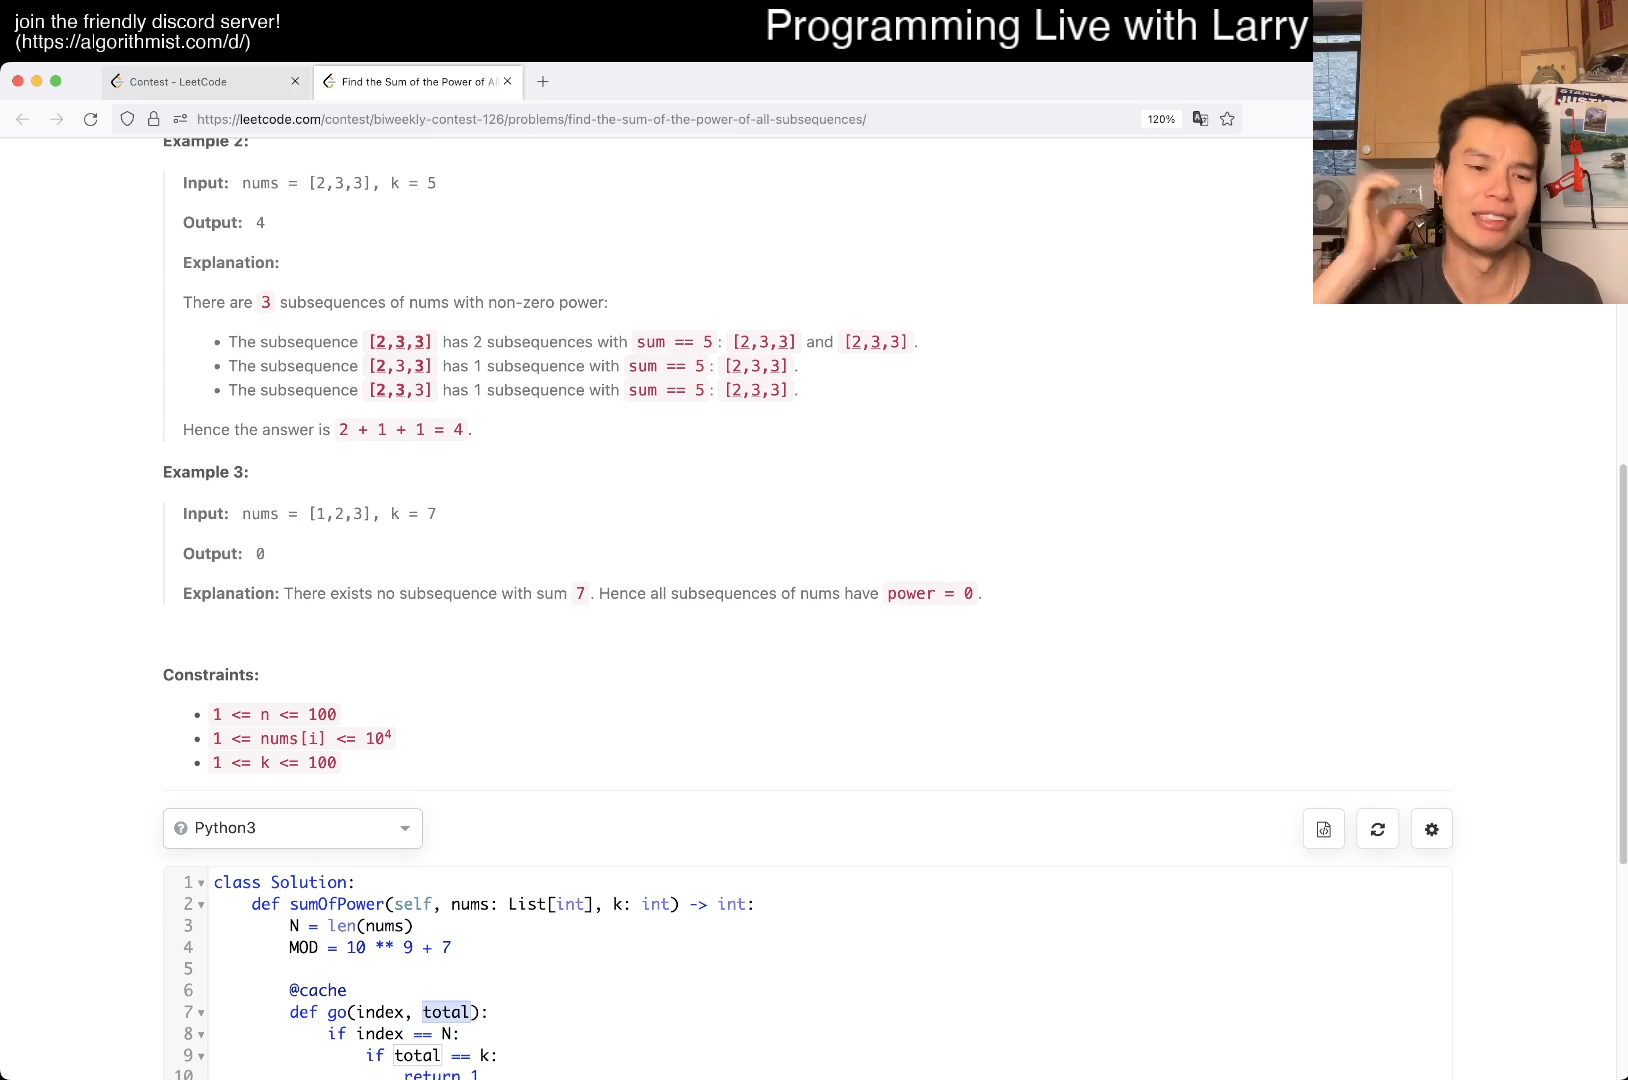 join the friendly discord server!
(https://algorithmist.com/d/)
Programming Live with Larry
Contest - LeetCode
Find the Sum of the Power of All
120%
https://leetcode.com/contest/biweekly-contest-126/problems/find-the-sum-of-the-power-of-all-subsequences/
Example 2:
Input: nums = [2,3,3], k = 5
Output: 4
Explanation:
There are 3 subsequences of nums with non-zero power:
• The subsequence [2,3,3] has 2 subsequences with sum == 5: [2,3,3] and [2,3,3].
• The subsequence [2,3,3] has 1 subsequence with sum == 5: [2,3,3].
• The subsequence [2,3,3] has 1 subsequence with sum == 5: [2,3,3].
Hence the answer is 2 + 1 + 1 = 4.
Example 3:
Input: nums = [1,2,3], k = 7
Output: 0
Explanation: There exists no subsequence with sum 7. Hence all subsequences of nums have power = 0.
Constraints:
• 1 <= n <= 100
• 1 <= nums[i] <= 10⁴
• 1 <= k <= 100
Python3
1 class Solution:
2 def sumOfPower(self, nums: List[int], k: int) -> int:
3 N = len(nums)
4 MOD = 10 ** 9 + 7
5
6 @cache
7 def go(index, total):
8 if index == N:
9 if total == k:
10 return 1